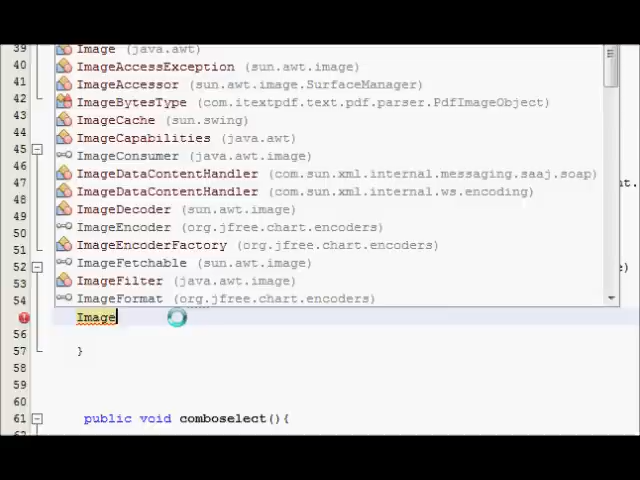 39 Image (java.awt)
40 ImageAccessException (sun.awt.image)
41 ImageAccessor (sun.awt.image.SurfaceManager)
42 ImageBytesType (com.itextpdf.text.pdf.parser.PdfImageObject)
43 ImageCache (sun.swing)
44 ImageCapabilities (java.awt)
45 ImageConsumer (java.awt.image)
46 ImageDataContentHandler (com.sun.xml.internal.messaging.saaj.soap)
47 ImageDataContentHandler (com.sun.xml.internal.ws.encoding) nt.
48 ImageDecoder (sun.awt.image)
49 ImageEncoder (org.jfree.chart.encoders)
50 ImageEncoderFactory (org.jfree.chart.encoders)
51 ImageFetchable (sun.awt.image)
52 ImageFilter (java.awt.image) )
53
54 ImageFormat (org.jfree.chart.encoders)
Image
56
57 }
58
59
60
61 public void comboselect(){